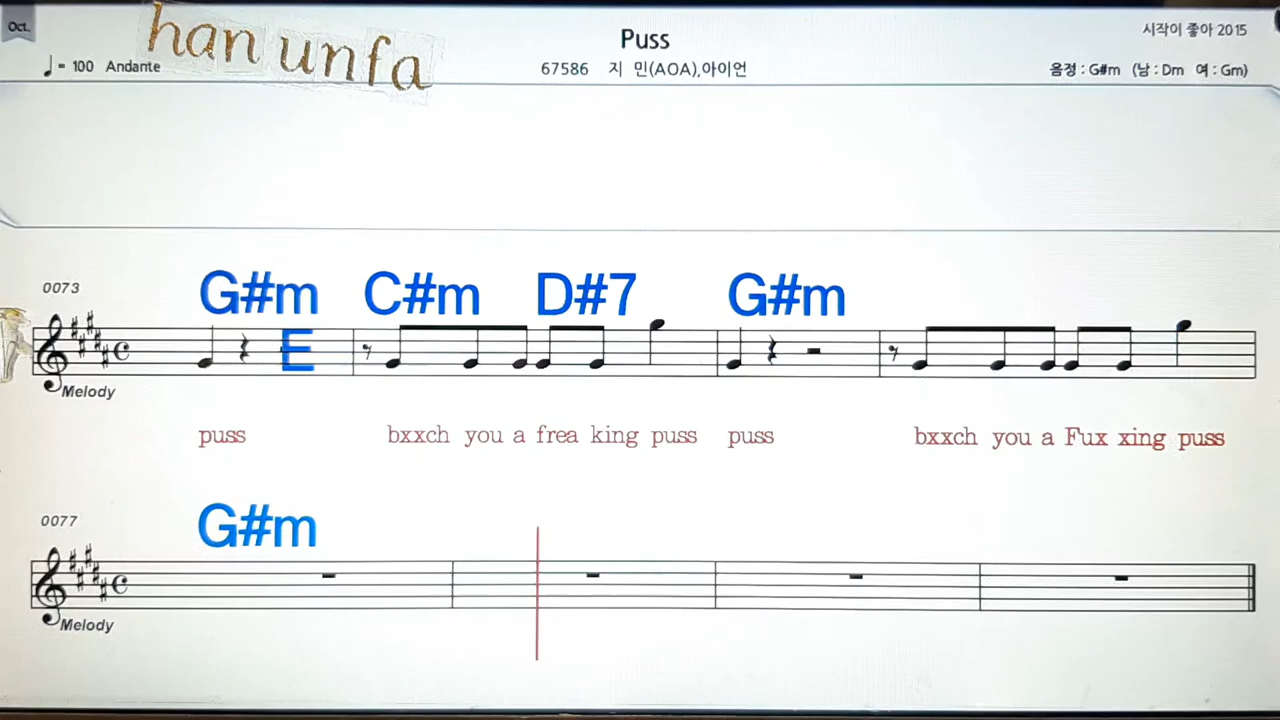 Oct.
han unfa
Puss
시작이 좋아 2015
♩= 100 Andante
67586 지 민(AOA),아이언
음정 : G#m (남 : Dm 여 : Gm)
0073
G#m E C#m D#7 G#m
Melody
puss bxxch you a frea king puss puss bxxch you a Fux xing puss
0077
G#m
Melody